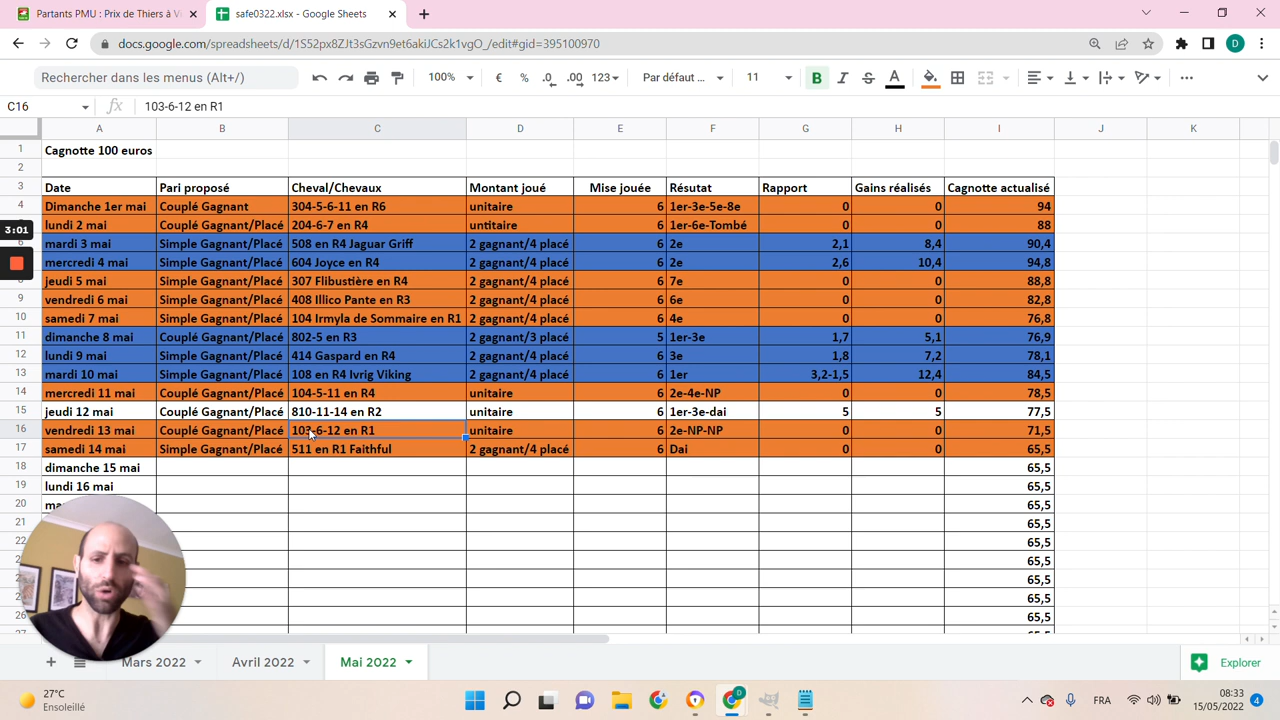 Partants PMU : Prix de Thiers à V
safe0322.xlsx - Google Sheets
docs.google.com/spreadsheets/d/1S52px8ZJt3sGzvn9et6akiJCs2k1vgO_/edit#gid=395100970
Rechercher dans les menus (Alt+/) 100% € % .0 .00 123 Par défaut ... 11 B I S A
C16 fx 103-6-12 en R1
A B C D E F G H I J K
1 Cagnotte 100 euros
2
3 Date Pari proposé Cheval/Chevaux Montant joué Mise jouée Résutat Rapport Gains réalisés Cagnotte actualisé
4 Dimanche 1er mai Couplé Gagnant 304-5-6-11 en R6 unitaire 6 1er-3e-5e-8e 0 0 94
lundi 2 mai Couplé Gagnant/Placé 204-6-7 en R4 untitaire 6 1er-6e-Tombé 0 0 88
mardi 3 mai Simple Gagnant/Placé 508 en R4 Jaguar Griff 2 gagnant/4 placé 6 2e 2,1 8,4 90,4
mercredi 4 mai Simple Gagnant/Placé 604 Joyce en R4 2 gagnant/4 placé 6 2e 2,6 10,4 94,8
jeudi 5 mai Simple Gagnant/Placé 307 Flibustière en R4 2 gagnant/4 placé 6 7e 0 0 88,8
9 vendredi 6 mai Simple Gagnant/Placé 408 Illico Pante en R3 2 gagnant/4 placé 6 6e 0 0 82,8
10 samedi 7 mai Simple Gagnant/Placé 104 Irmyla de Sommaire en R1 2 gagnant/4 placé 6 4e 0 0 76,8
11 dimanche 8 mai Couplé Gagnant/Placé 802-5 en R3 2 gagnant/3 placé 5 1er-3e 1,7 5,1 76,9
12 lundi 9 mai Simple Gagnant/Placé 414 Gaspard en R4 2 gagnant/4 placé 6 3e 1,8 7,2 78,1
13 mardi 10 mai Simple Gagnant/Placé 108 en R4 Ivrig Viking 2 gagnant/4 placé 6 1er 3,2-1,5 12,4 84,5
14 mercredi 11 mai Couplé Gagnant/Placé 104-5-11 en R4 unitaire 6 2e-4e-NP 0 0 78,5
15 jeudi 12 mai Couplé Gagnant/Placé 810-11-14 en R2 unitaire 6 1er-3e-dai 5 5 77,5
16 vendredi 13 mai Couplé Gagnant/Placé 103-6-12 en R1 unitaire 6 2e-NP-NP 0 0 71,5
17 samedi 14 mai Simple Gagnant/Placé 511 en R1 Faithful 2 gagnant/4 placé 6 Dai 0 0 65,5
18 dimanche 15 mai 65,5
19 lundi 16 mai 65,5
20 65,5
21 65,5
22 65,5
65,5
65,5
65,5
26 65,5
3:01
Mars 2022 Avril 2022 Mai 2022 Explorer
27°C
Ensoleillé
FRA
08:33
15/05/2022
4